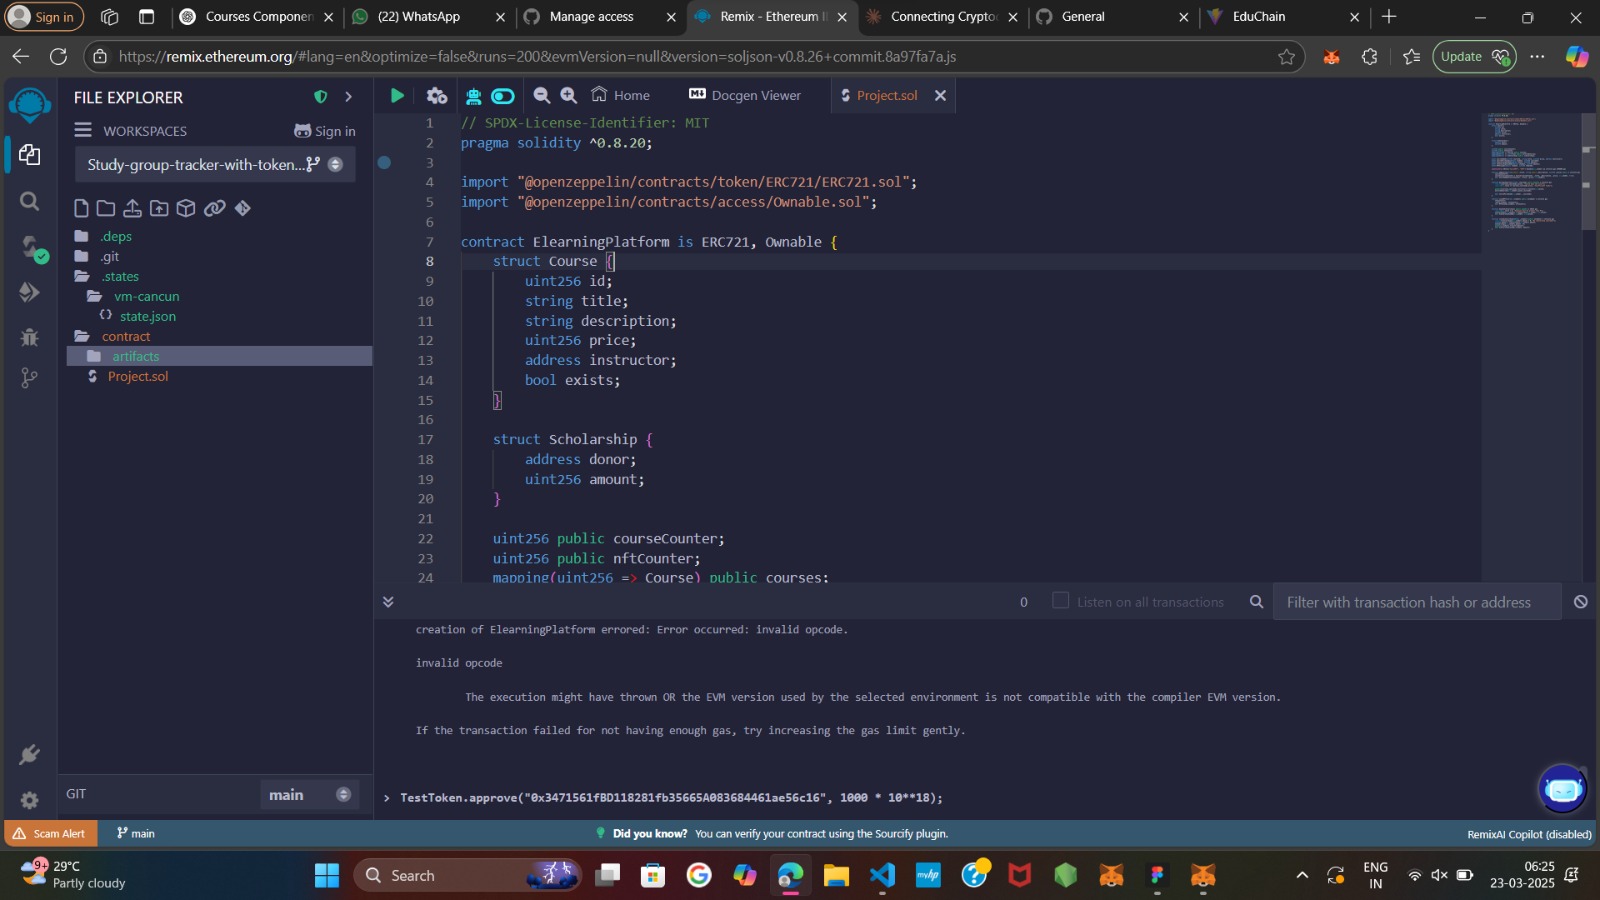 Sign in
Courses Componen
(22) WhatsApp
Manage access
Remix - Ethereum I
Connecting Crypto
General
EduChain
https://remix.ethereum.org/#lang=en&optimize=false&runs=200&evmVersion=null&version=soljson-v0.8.26+commit.8a97fa7a.js
Update
FILE EXPLORER
Home
Docgen Viewer
Project.sol
WORKSPACES
Sign in
Study-group-tracker-with-token...
.deps
.git
.states
vm-cancun
{} state.json
contract
artifacts
Project.sol
1 // SPDX-License-Identifier: MIT
2 pragma solidity ^0.8.20;
3
4 import "@openzeppelin/contracts/token/ERC721/ERC721.sol";
5 import "@openzeppelin/contracts/access/Ownable.sol";
6
7 contract ElearningPlatform is ERC721, Ownable {
8 struct Course {
9 uint256 id;
10 string title;
11 string description;
12 uint256 price;
13 address instructor;
14 bool exists;
15 }
16
17 struct Scholarship {
18 address donor;
19 uint256 amount;
20 }
21
22 uint256 public courseCounter;
23 uint256 public nftCounter;
24 mapping(uint256 => Course) public courses;
0
Listen on all transactions
Filter with transaction hash or address
creation of ElearningPlatform errored: Error occurred: invalid opcode.
invalid opcode
The execution might have thrown OR the EVM version used by the selected environment is not compatible with the compiler EVM version.
If the transaction failed for not having enough gas, try increasing the gas limit gently.
> TestToken.approve("0x3471561fBD118281fb35665A083684461ae56c16", 1000 * 10**18);
GIT
main
Scam Alert
main
Did you know? You can verify your contract using the Sourcify plugin.
RemixAI Copilot (disabled)
9+
29°C
Partly cloudy
Search
ENG
IN
06:25
23-03-2025